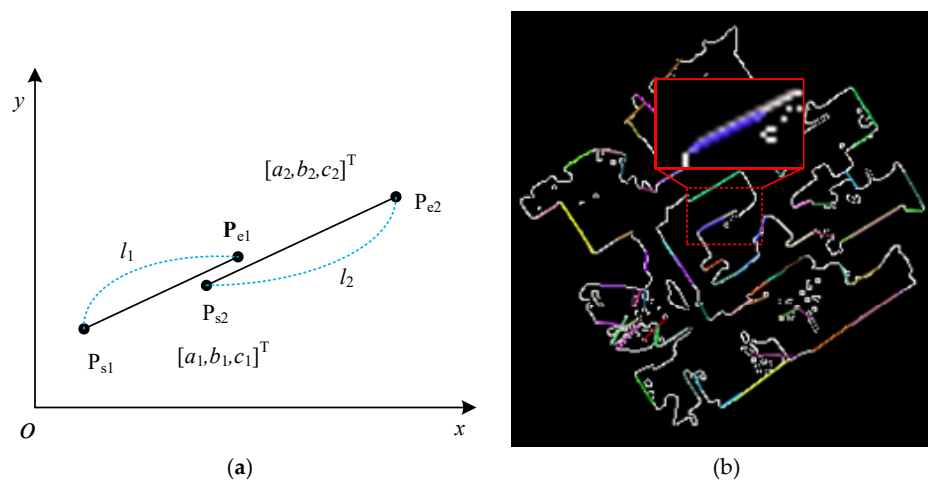 y
[a₂,b₂,c₂]ᵀ
Pₑ₂
Pₑ₁
l₁
l₂
Pₛ₂
Pₛ₁
[a₁,b₁,c₁]ᵀ
O
x
(a)
(b)